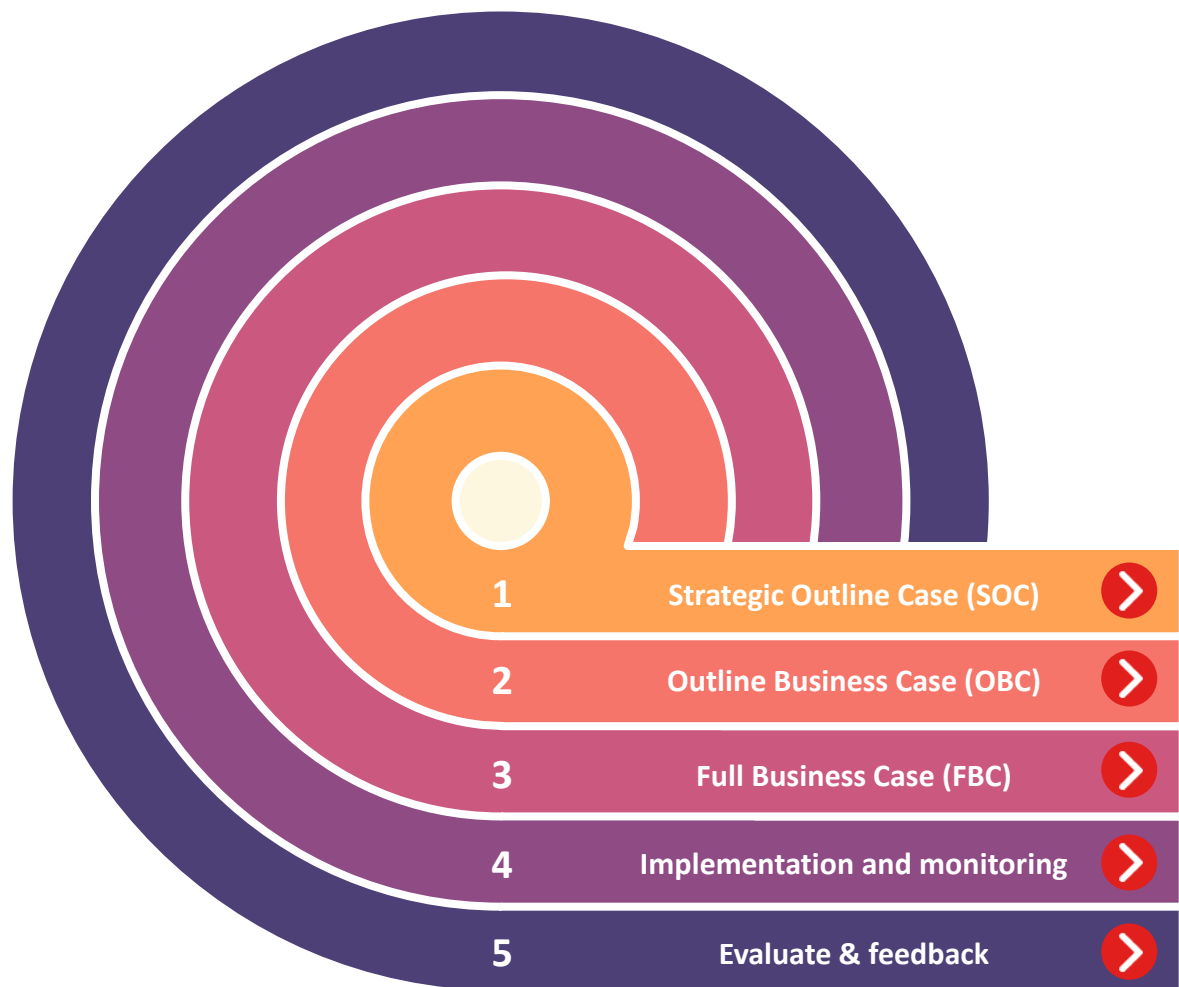 1 Strategic Outline Case (SOC)
2 Outline Business Case (OBC)
3 Full Business Case (FBC)
4 Implementation and monitoring
5 Evaluate & feedback